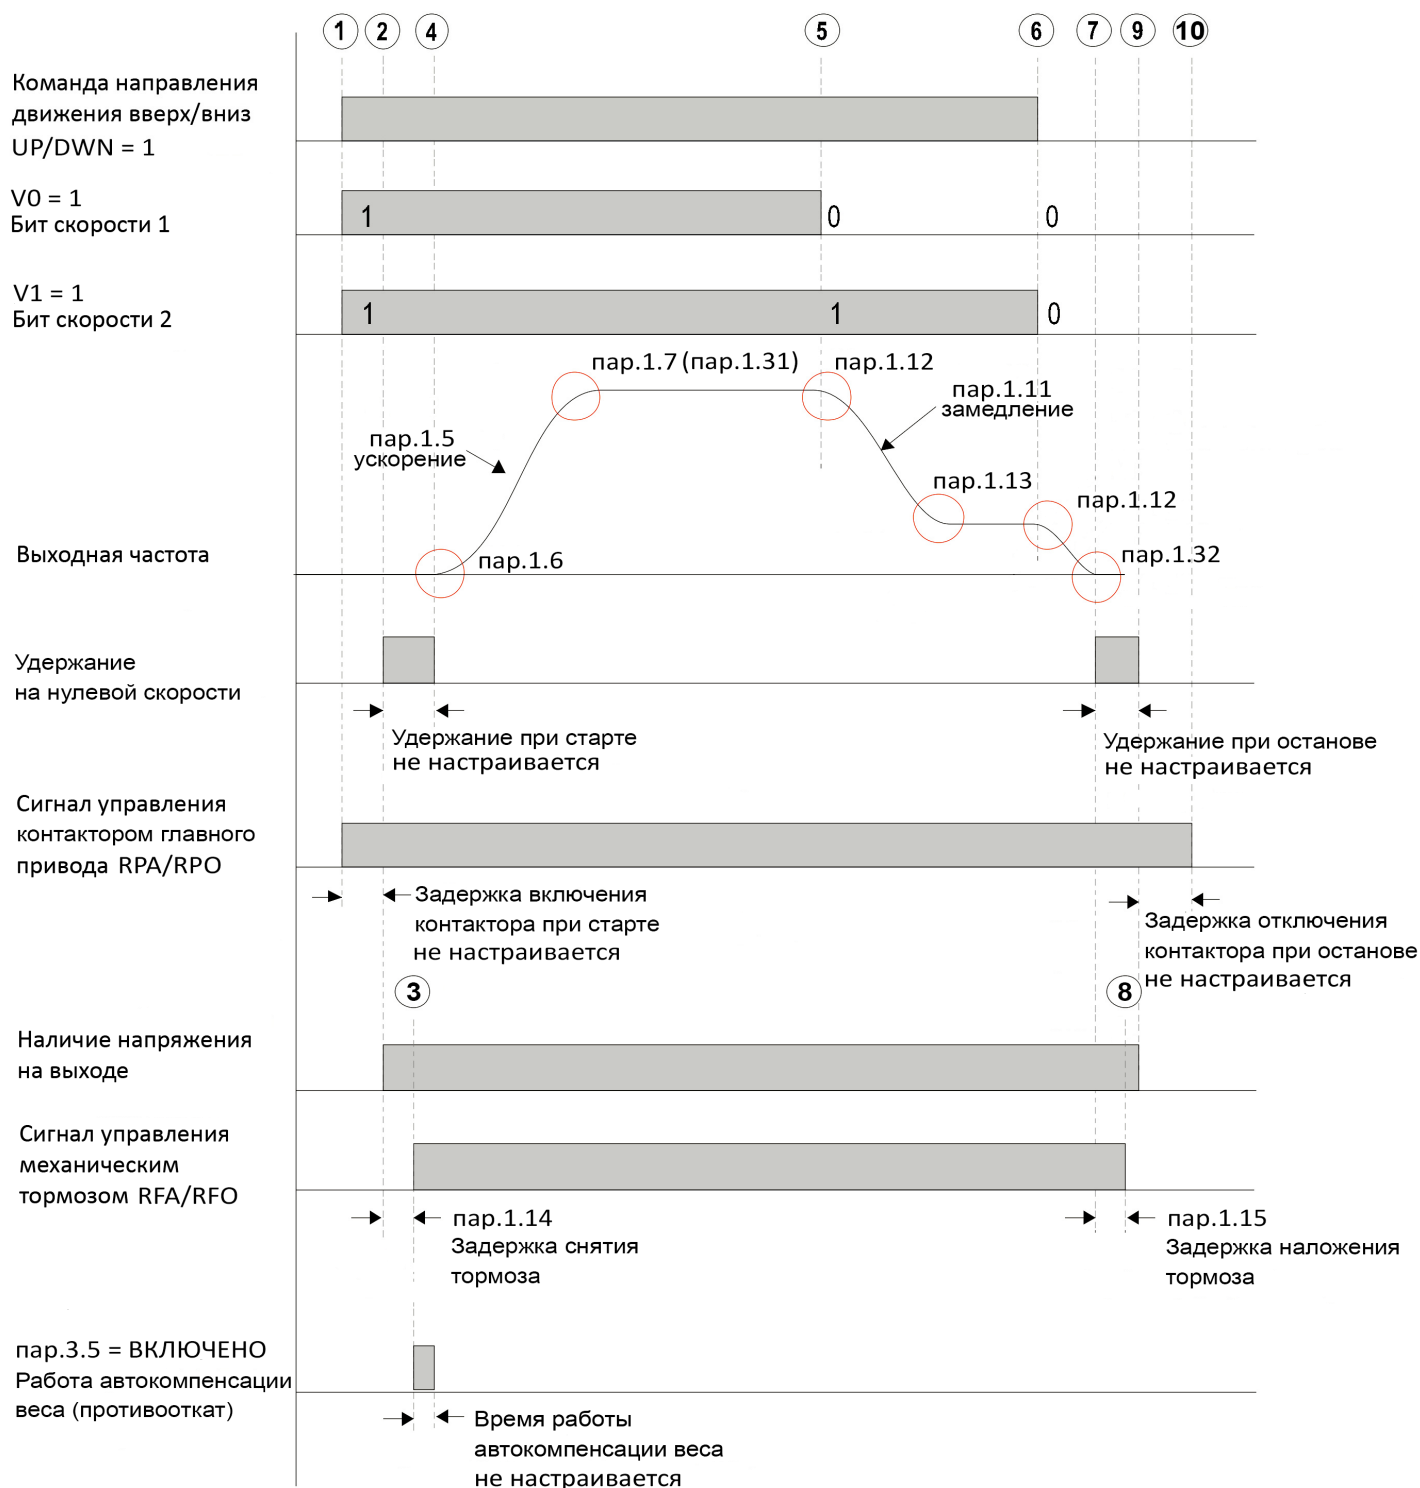 1 2 4 5 6 7 9 10
Команда направления
движения вверх/вниз
UP/DWN = 1
V0 = 1
Бит скорости 1
1 0 0
V1 = 1
Бит скорости 2
1 1 0
пар.1.7 (пар.1.31)
пар.1.12
пар.1.11
замедление
пар.1.5
ускорение
пар.1.13
пар.1.12
Выходная частота
пар.1.6
пар.1.32
Удержание
на нулевой скорости
Удержание при старте
не настраивается
Удержание при останове
не настраивается
Сигнал управления
контактором главного
привода RPA/RPO
Задержка включения
контактора при старте
не настраивается
Задержка отключения
контактора при останове
не настраивается
3 8
Наличие напряжения
на выходе
Сигнал управления
механическим
тормозом RFA/RFO
пар.1.14
Задержка снятия
тормоза
пар.1.15
Задержка наложения
тормоза
пар.3.5 = ВКЛЮЧЕНО
Работа автокомпенсации
веса (противооткат)
Время работы
автокомпенсации веса
не настраивается